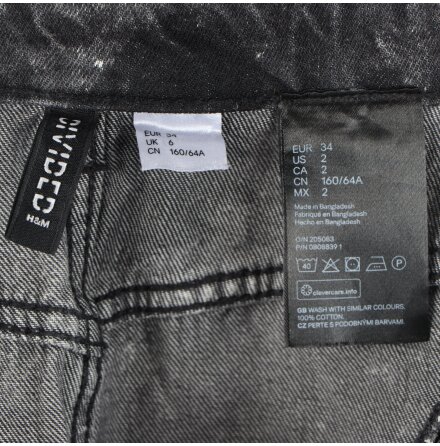 DIVIDED
H&M
EUR 34
UK 6
CN 160/64A
EUR 34
US 2
CA 2
CN 160/64A
MX 2
Made in Bangladesh
Fabriqué en Bangladesh
Hecho en Bangladesh
O/N 205063
P/N 0806839 1
40
P
clevercare.info
GB WASH WITH SIMILAR COLOURS.
100% COTTON.
CZ PERTE S PODOBNÝMI BARVAMI.